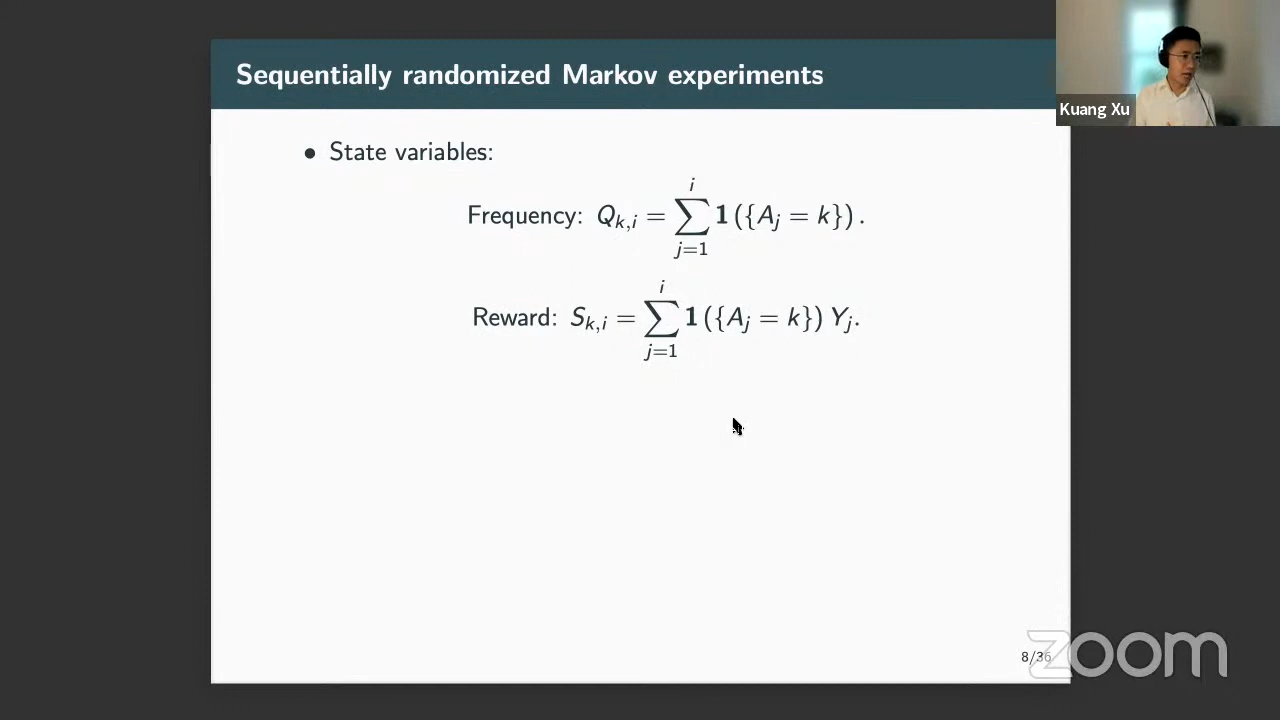 Sequentially randomized Markov experiments
Kuang Xu
• State variables:
Frequency: Q_{k,i} = \sum_{j=1}^{i} 1({A_j = k}).
Reward: S_{k,i} = \sum_{j=1}^{i} 1({A_j = k}) Y_j.
8/36
zoom